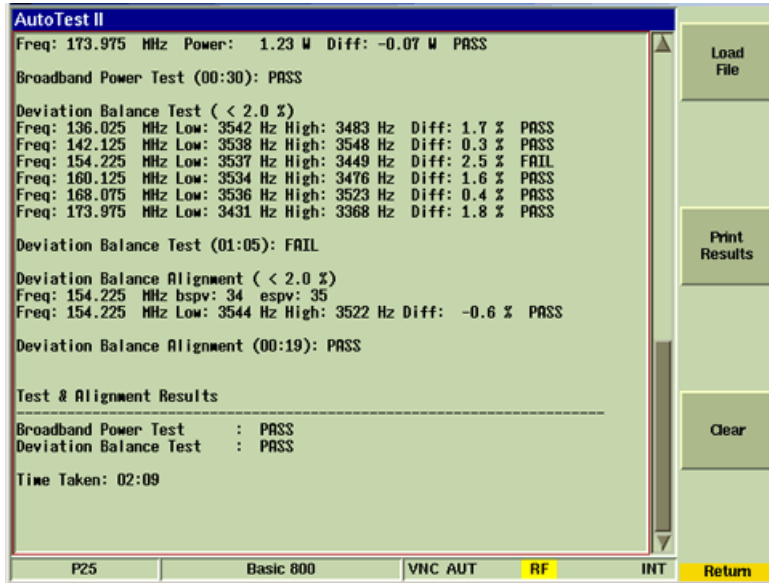 AutoTest II
Freq: 173.975 MHz Power: 1.23 W Diff: -0.07 W PASS
Broadband Power Test (00:30): PASS
Deviation Balance Test ( < 2.0 %)
Freq: 136.025 MHz Low: 3542 Hz High: 3483 Hz Diff: 1.7 % PASS
Freq: 142.125 MHz Low: 3538 Hz High: 3548 Hz Diff: 0.3 % PASS
Freq: 154.225 MHz Low: 3537 Hz High: 3449 Hz Diff: 2.5 % FAIL
Freq: 160.125 MHz Low: 3534 Hz High: 3476 Hz Diff: 1.6 % PASS
Freq: 168.075 MHz Low: 3536 Hz High: 3523 Hz Diff: 0.4 % PASS
Freq: 173.975 MHz Low: 3431 Hz High: 3368 Hz Diff: 1.8 % PASS
Deviation Balance Test (01:05): FAIL
Deviation Balance Alignment ( < 2.0 %)
Freq: 154.225 MHz bspv: 34 espv: 35
Freq: 154.225 MHz Low: 3544 Hz High: 3522 Hz Diff: -0.6 % PASS
Deviation Balance Alignment (00:19): PASS
Test & Alignment Results
Broadband Power Test : PASS
Deviation Balance Test : PASS
Time Taken: 02:09
Load
File
Print
Results
Clear
P25 Basic 800 VNC AUT RF INT Return